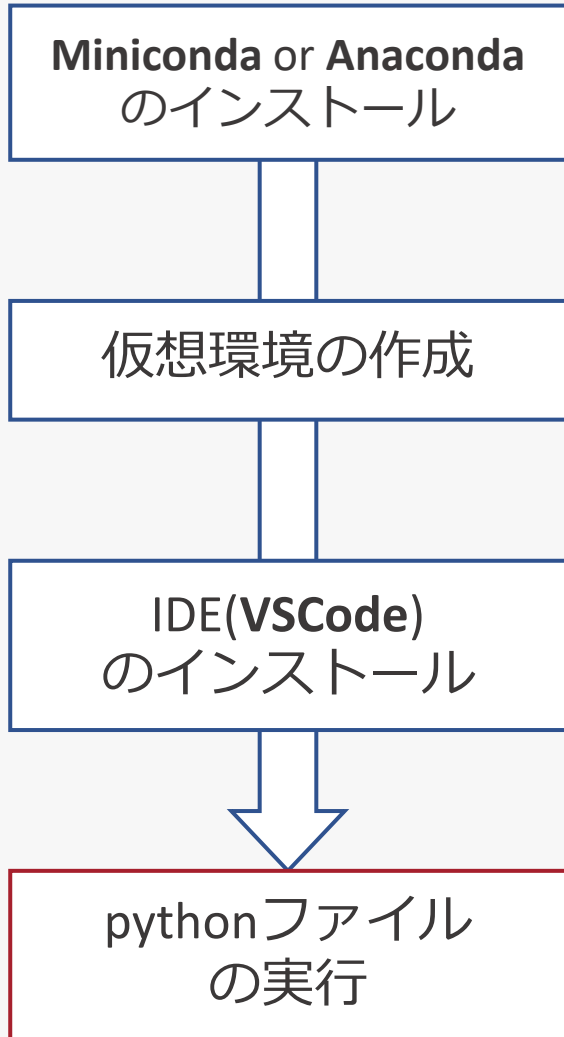 Miniconda or Anaconda
のインストール
仮想環境の作成
IDE(VSCode)
のインストール
pythonファイル
の実行